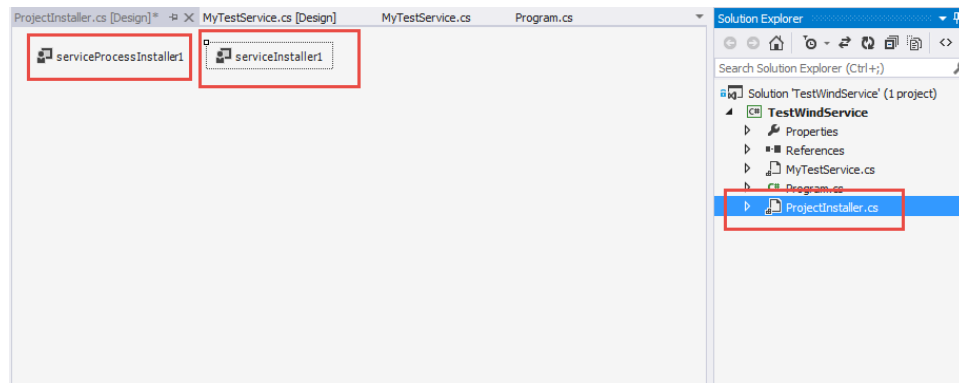 ProjectInstaller.cs [Design]* MyTestService.cs [Design] MyTestService.cs Program.cs
serviceProcessInstaller1 serviceInstaller1
Solution Explorer
Search Solution Explorer (Ctrl+;)
Solution 'TestWindService' (1 project)
C# TestWindService
Properties
References
MyTestService.cs
C# Program.cs
ProjectInstaller.cs